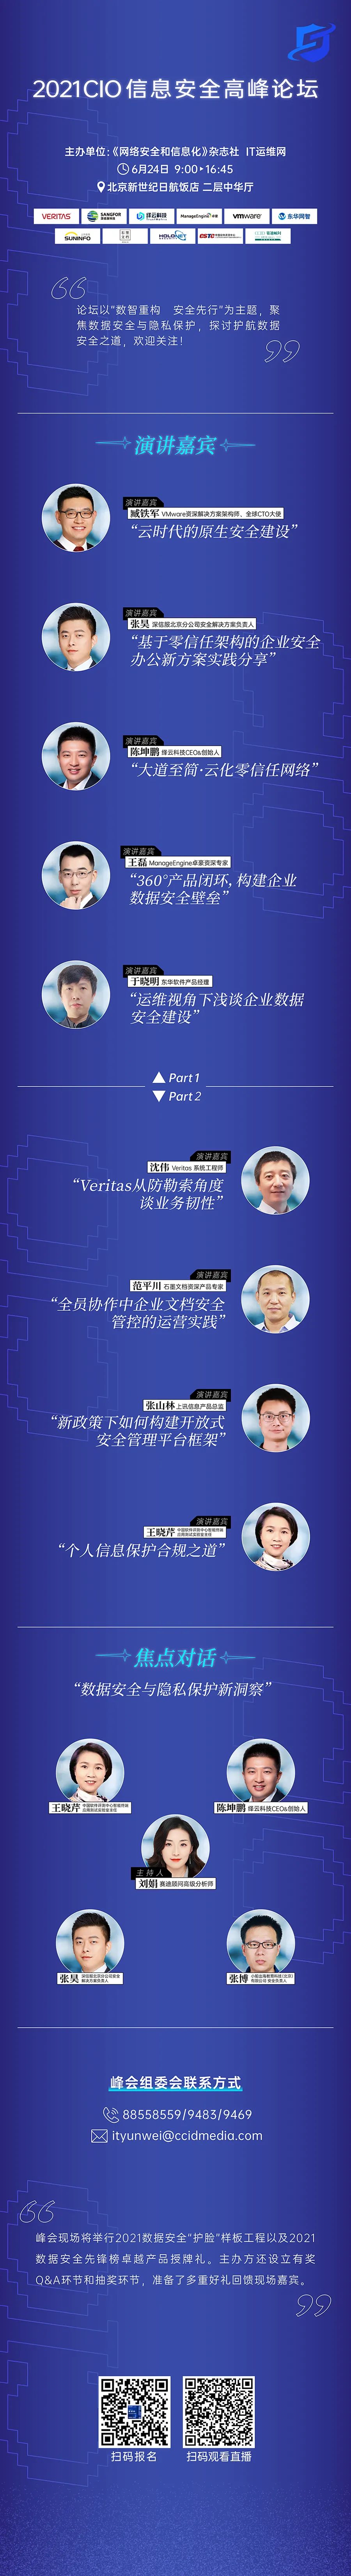 2021CIO信息安全高峰论坛
主办单位：《网络安全和信息化》杂志社 IT运维网
6月24日 9:00▸16:45
北京新世纪日航饭店 二层中华厅
VERITAS
SANGFOR
绎云科技
ManageEngine
vmware
东华网智
SUNINFO
HOLONET
CSTC
论坛以“数智重构 安全先行”为主题，聚
焦数据安全与隐私保护，探讨护航数据
安全之道，欢迎关注！
演讲嘉宾
演讲嘉宾
臧铁军 VMware资深解决方案架构师、全球CTO大使
“云时代的原生安全建设”
演讲嘉宾
张昊 深信服北京分公司安全解决方案负责人
“基于零信任架构的企业安全
办公新方案实践分享”
演讲嘉宾
陈坤鹏 绎云科技CEO&创始人
“大道至简·云化零信任网络”
演讲嘉宾
王磊 ManageEngine卓豪资深专家
“360°产品闭环，构建企业
数据安全壁垒”
演讲嘉宾
于晓明 东华软件产品经理
“运维视角下浅谈企业数据
安全建设”
Part1
Part2
演讲嘉宾
沈伟 Veritas 系统工程师
“Veritas从防勒索角度
谈业务韧性”
演讲嘉宾
范平川 石墨文档资深产品专家
“全员协作中企业文档安全
管控的运营实践”
演讲嘉宾
张山林 上讯信息产品总监
“新政策下如何构建开放式
安全管理平台框架”
演讲嘉宾
王晓芹
“个人信息保护合规之道”
焦点对话
“数据安全与隐私保护新洞察”
王晓芹
陈坤鹏 绎云科技CEO&创始人
主持人
刘娟 赛迪顾问高级分析师
张昊 深信服北京分公司安全
解决方案负责人
张博
峰会组委会联系方式
88558559/9483/9469
ityunwei@ccidmedia.com
峰会现场将举行2021数据安全“护脸”样板工程以及2021
数据安全先锋榜卓越产品授牌礼。主办方还设立有奖
Q&A环节和抽奖环节，准备了多重好礼回馈现场嘉宾。
扫码报名
扫码观看直播